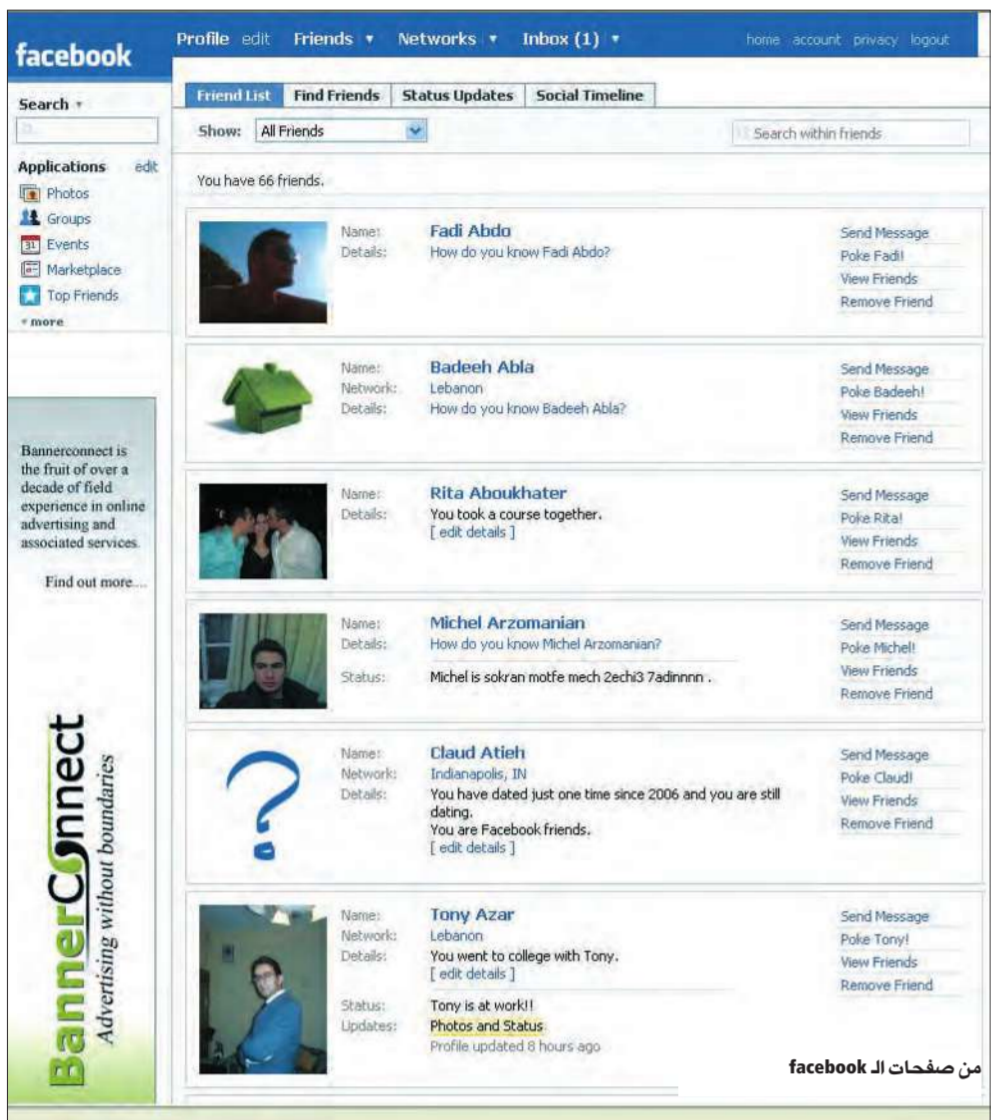 facebook
Profile edit Friends Networks Inbox (1)
home account privacy logout
Search
Applications edit
Photos
Groups
31 Events
Marketplace
Top Friends
more
Bannerconnect is
the fruit of over a
decade of field
experience in online
advertising and
associated services.
Find out more....
BannerConnect
Advertising without boundaries
Friend List Find Friends Status Updates Social Timeline
Show: All Friends
Search within friends
You have 66 friends.
Name: Fadi Abdo
Details: How do you know Fadi Abdo?
Send Message
Poke Fadi!
View Friends
Remove Friend
Name: Badeeh Abla
Network: Lebanon
Details: How do you know Badeeh Abla?
Send Message
Poke Badeeh!
View Friends
Remove Friend
Name: Rita Aboukhater
Details: You took a course together.
[ edit details ]
Send Message
Poke Rita!
View Friends
Remove Friend
Name: Michel Arzomanian
Details: How do you know Michel Arzomanian?
Status: Michel is sokran motfe mech 2echi3 7adinnnn .
Send Message
Poke Michel!
View Friends
Remove Friend
Name: Claud Atieh
Network: Indianapolis, IN
Details: You have dated just one time since 2006 and you are still
dating.
You are Facebook friends.
[ edit details ]
Send Message
Poke Claud!
View Friends
Remove Friend
Name: Tony Azar
Network: Lebanon
Details: You went to college with Tony.
[ edit details ]
Status: Tony is at work!!
Updates: Photos and Status
Profile updated 8 hours ago
Send Message
Poke Tony!
View Friends
Remove Friend
من صفحات الـ facebook